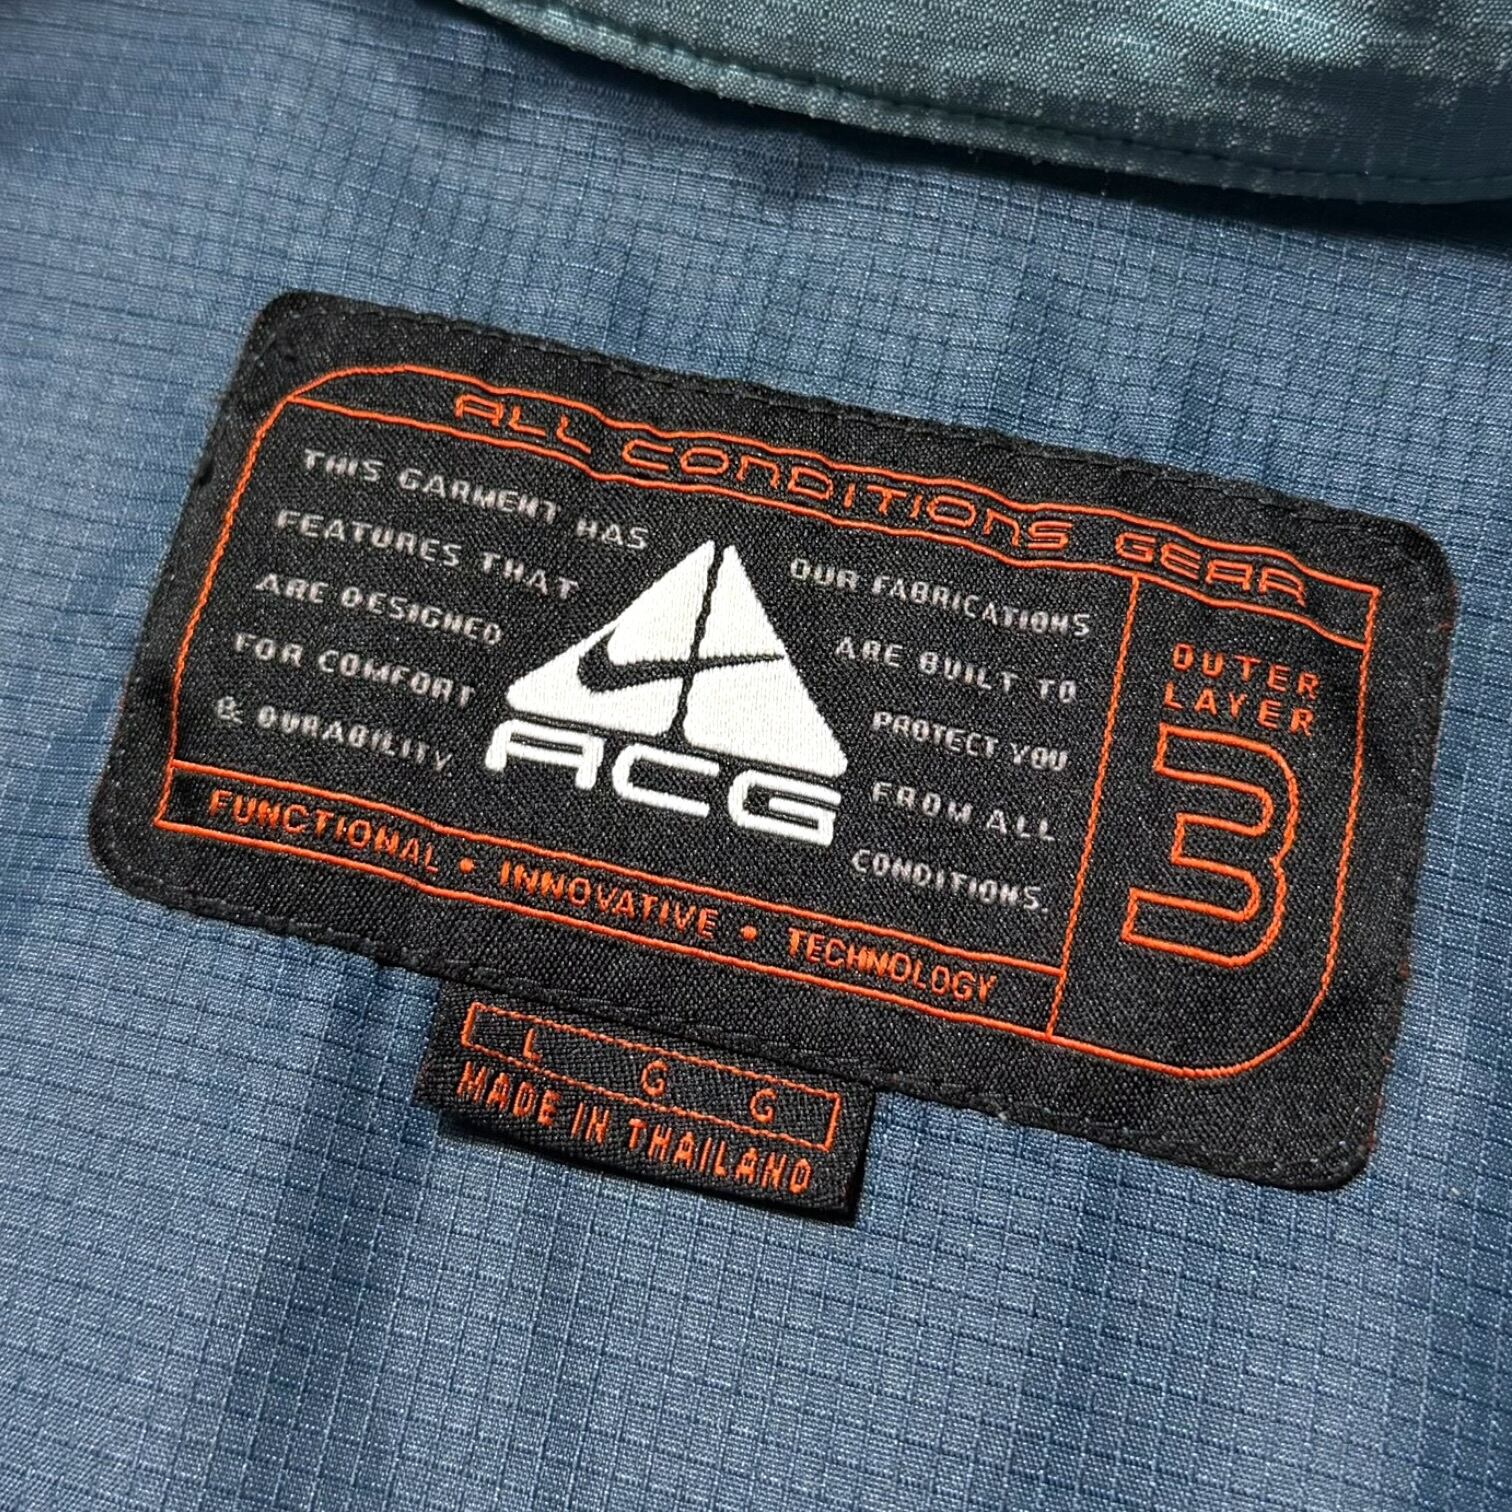 ALL CONDITIONS GEAR
THIS GARMENT HAS
FEATURES THAT
ARE DESIGNED
FOR COMFORT
& DURABILITY
ACG
OUR FABRICATIONS
ARE BUILT TO
PROTECT YOU
FROM ALL
CONDITIONS.
OUTER
LAYER
3
FUNCTIONAL • INNOVATIVE • TECHNOLOGY
L G G
MADE IN THAILAND